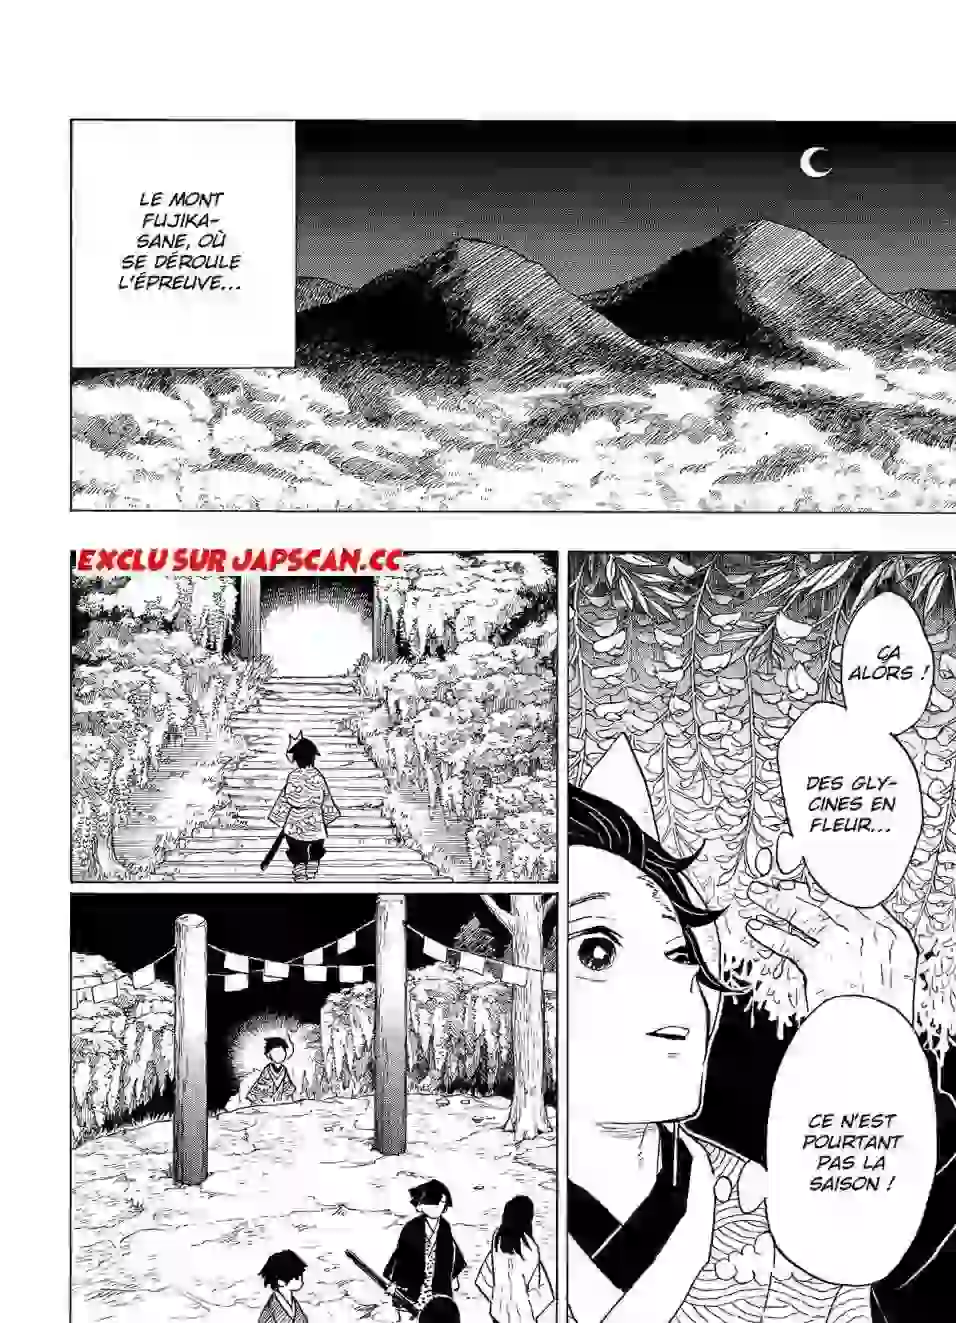 LE MONT
FUJIKA-
SANE, OÙ
SE DÉROULE
L'ÉPREUVE...
EXCLU SUR JAPSCAN.CC
ÇA
ALORS !
DES GLY-
CINES EN
FLEUR...
CE N'EST
POURTANT
PAS LA
SAISON !